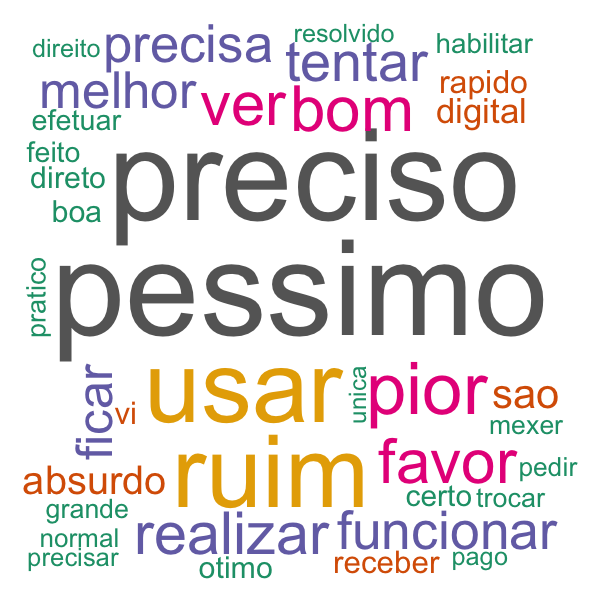 resolvido
direito
precisa
tentar
habilitar
melhor
ver
bom
rapido
digital
efetuar
feito
direto
boa
preciso
pratico
pessimo
ficar
vi
usar
unica
pior
sao
mexer
absurdo
ruim
favor
pedir
grande
certo
trocar
normal
realizar
funcionar
precisar
otimo
receber
pago